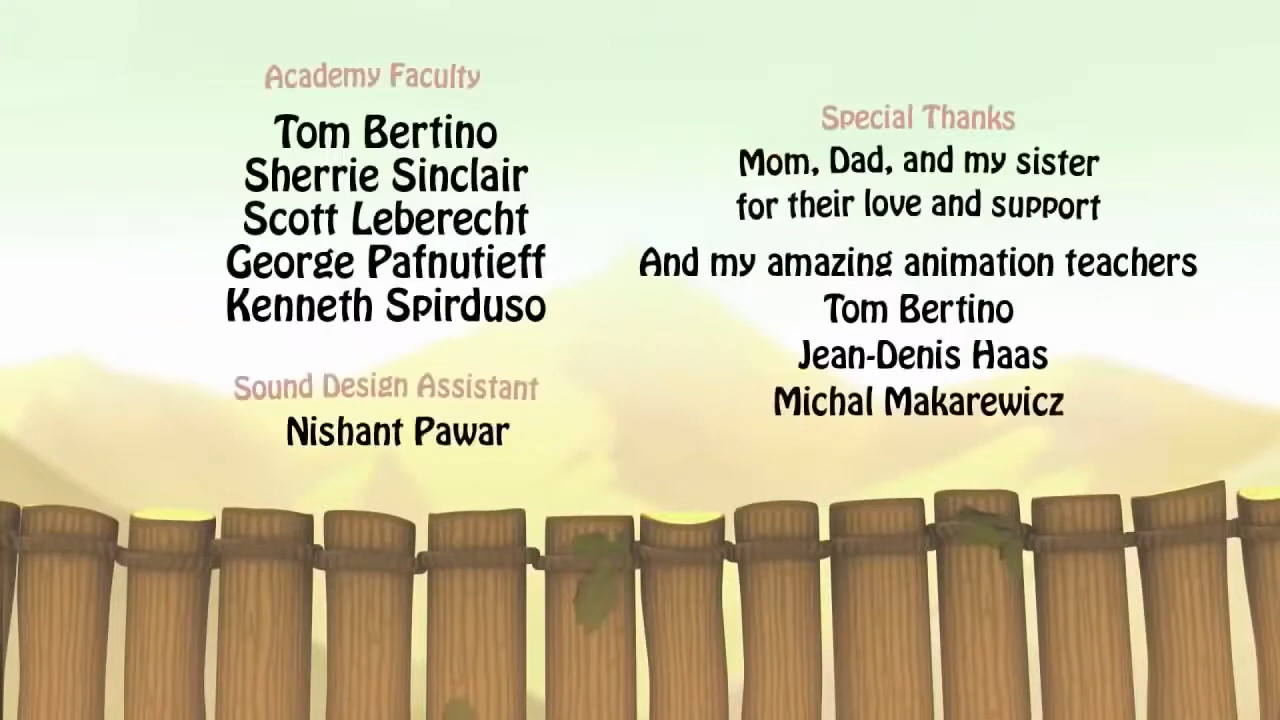 Academy Faculty
Tom Bertino
Sherrie Sinclair
Scott Leberecht
George Pafnutieff
Kenneth Spirduso
Sound Design Assistant
Nishant Pawar
Special Thanks
Mom, Dad, and my sister
for their love and support
And my amazing animation teachers
Tom Bertino
Jean-Denis Haas
Michal Makarewicz